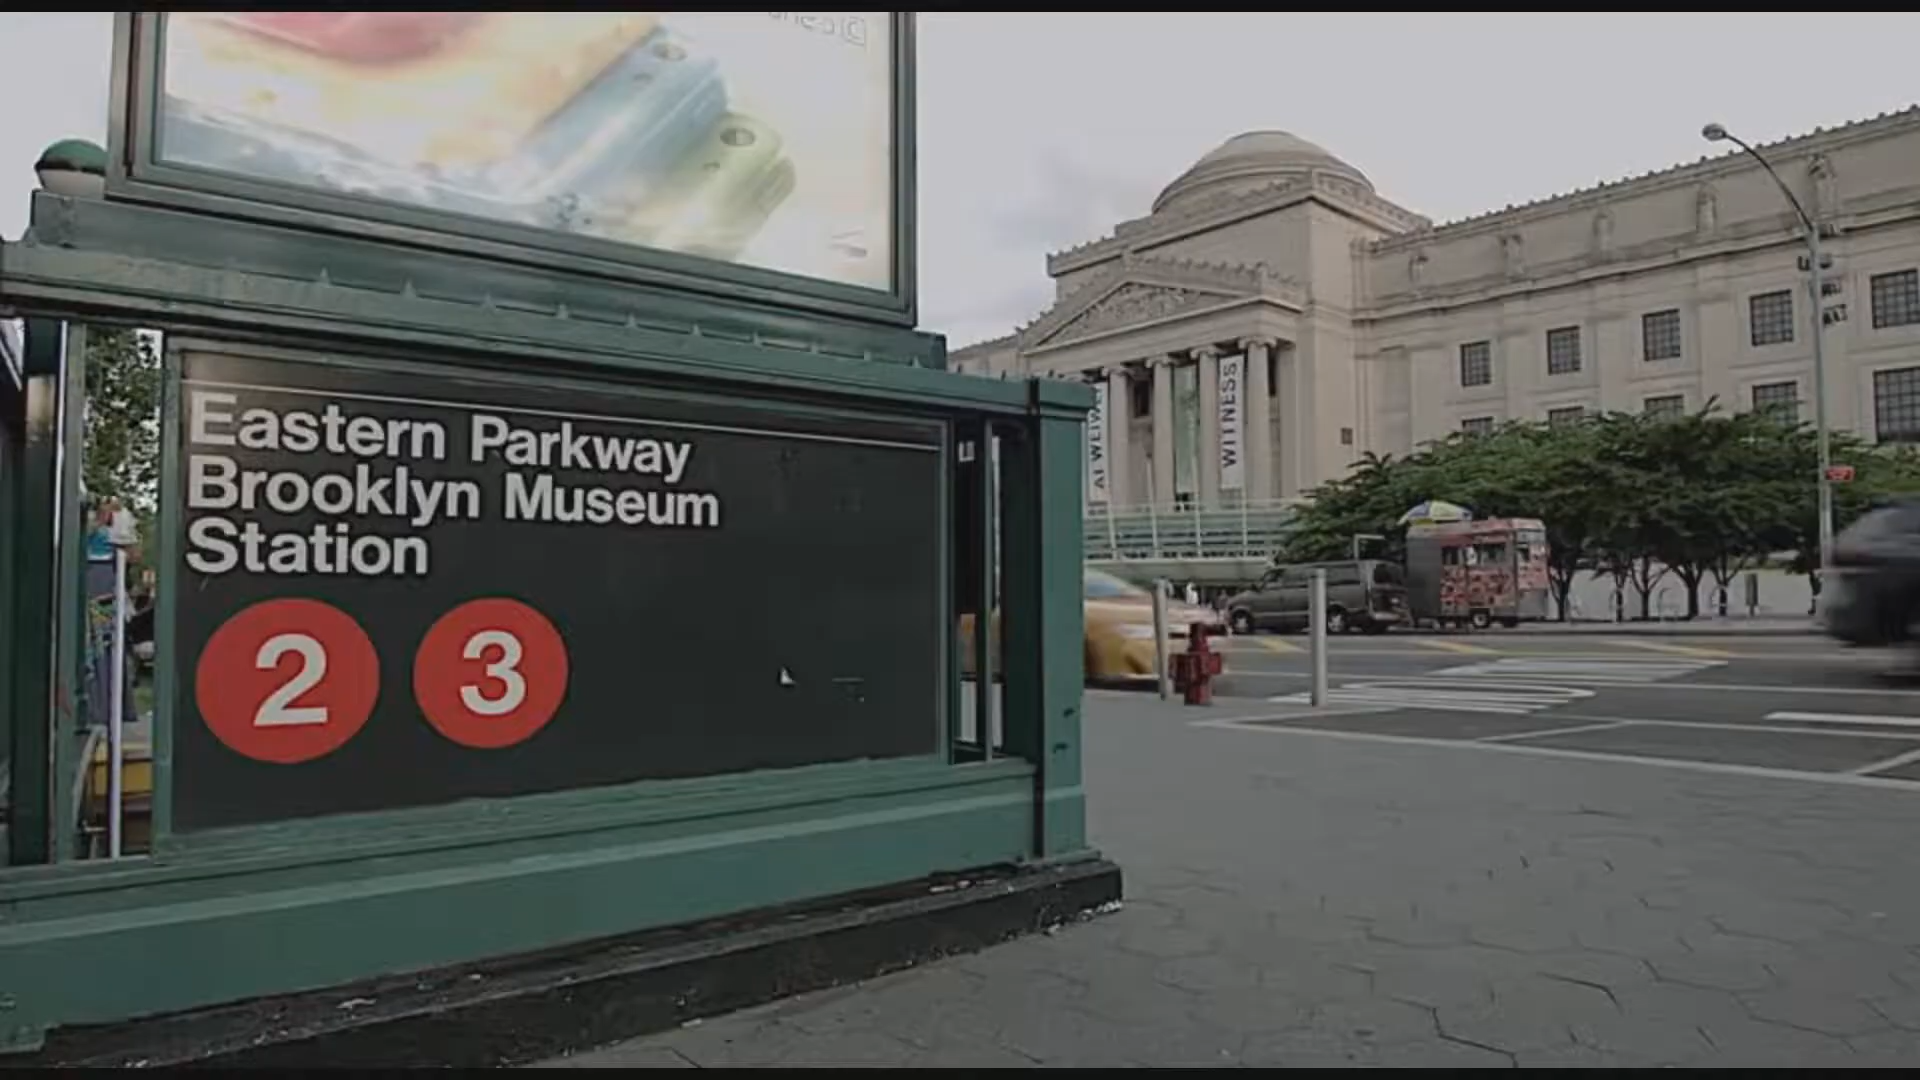 Eastern Parkway
Brooklyn Museum
Station
2 3
AI WEIWEI
WITNESS